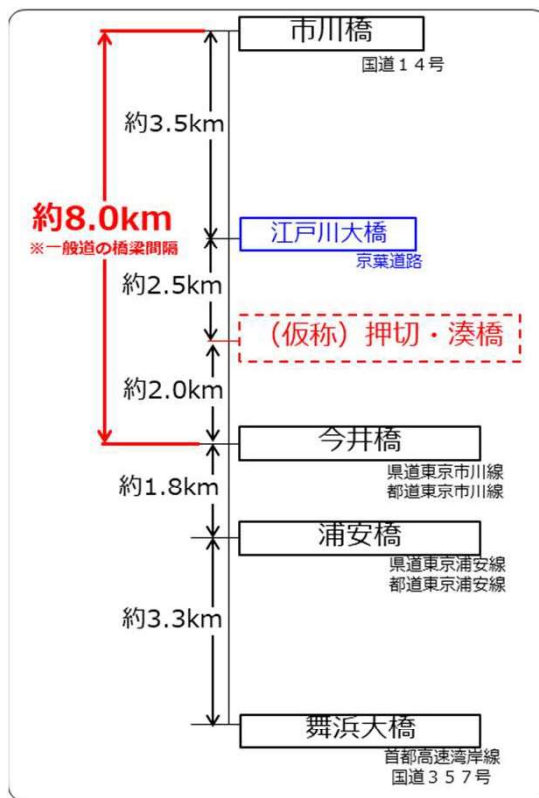 市川橋
国道１４号
約3.5km
約8.0km
※一般道の橋梁間隔
江戸川大橋
京葉道路
約2.5km
（仮称）押切・湊橋
約2.0km
今井橋
県道東京市川線
都道東京市川線
約1.8km
浦安橋
県道東京浦安線
都道東京浦安線
約3.3km
舞浜大橋
首都高速湾岸線
国道３５７号